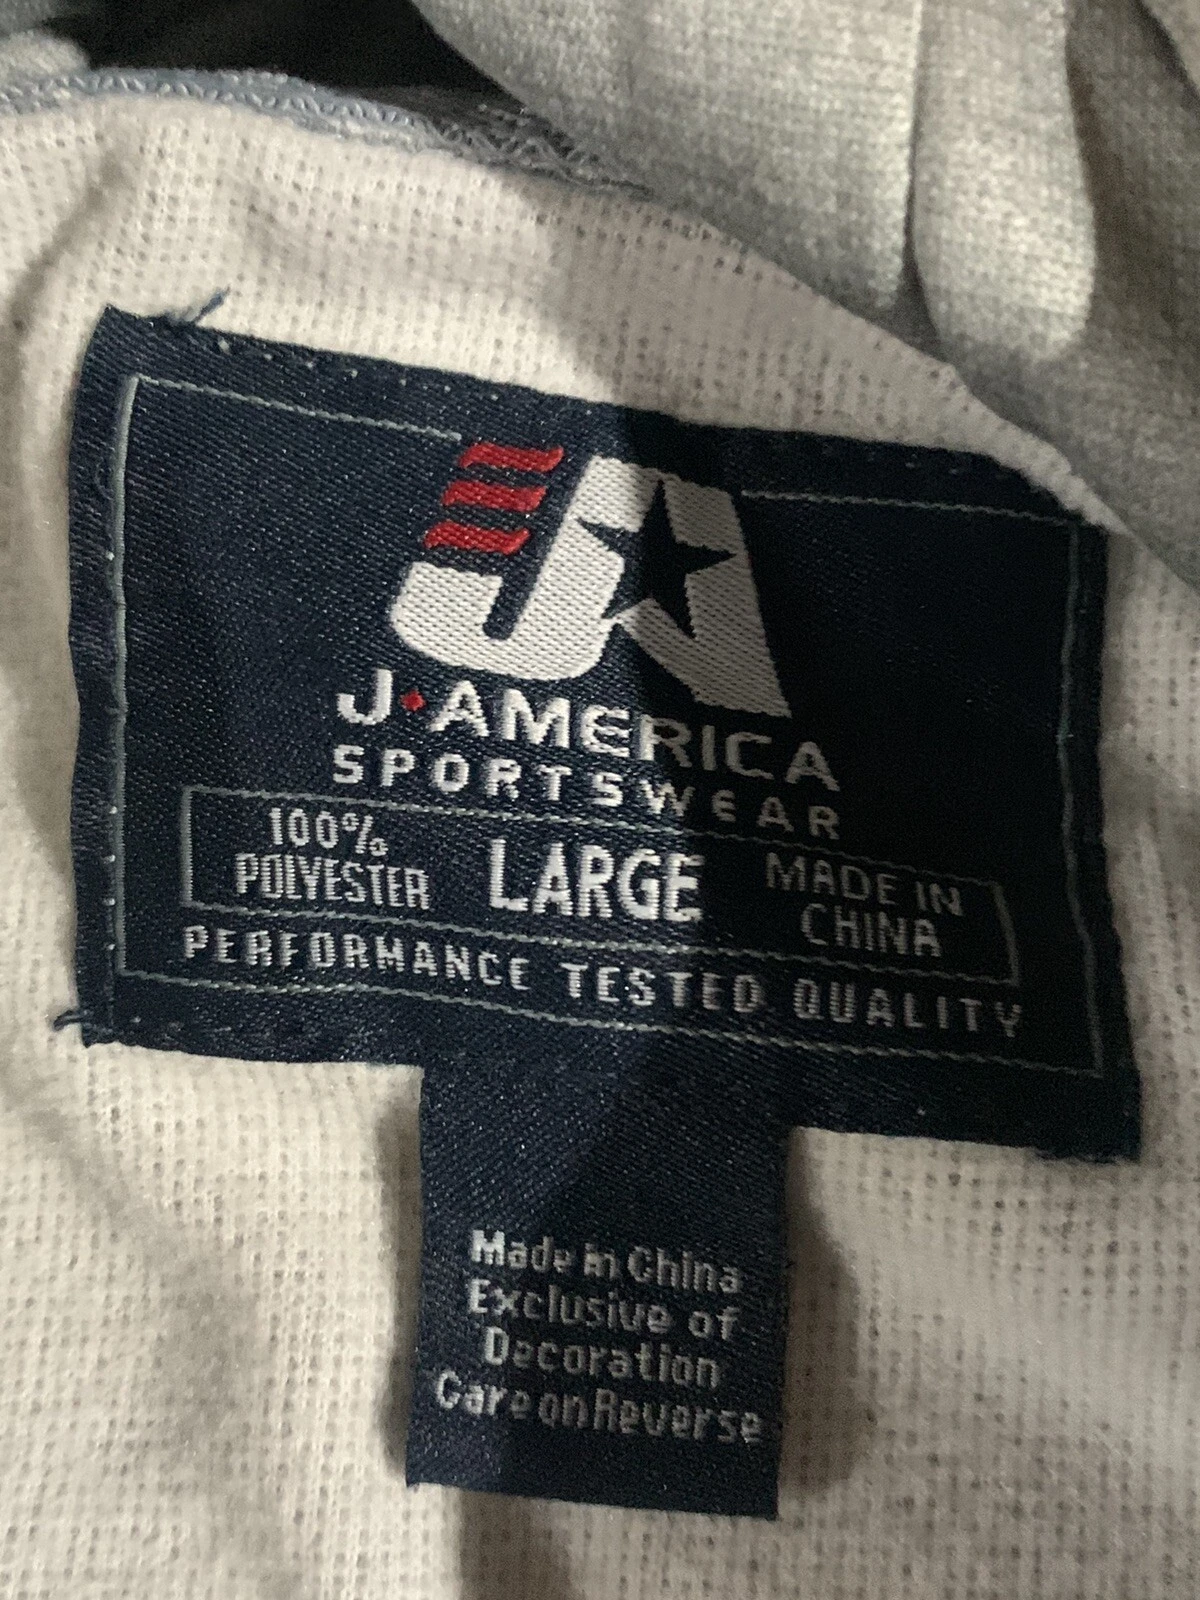 JA
J•AMERICA
SPORTSWEAR
100%
POLYESTER
LARGE
MADE IN
CHINA
PERFORMANCE TESTED QUALITY
Made in China
Exclusive of
Decoration
Care on Reverse